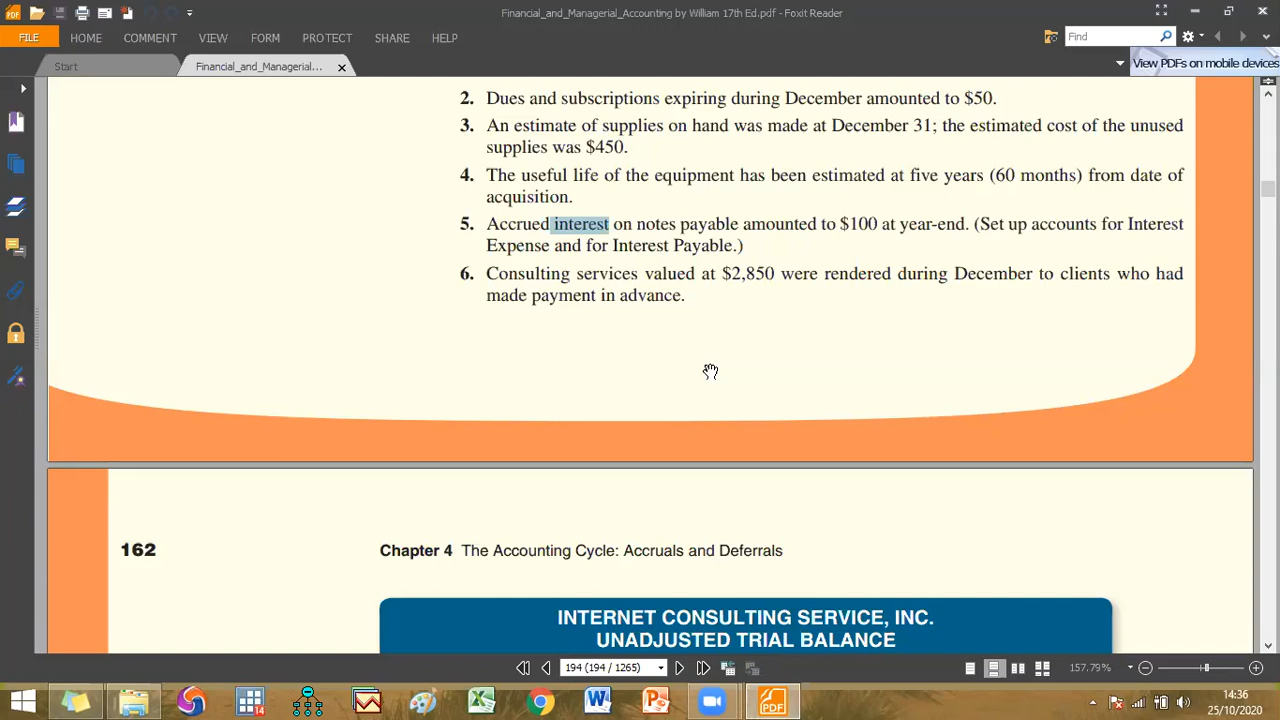 Financial_and_Managerial_Accounting by William 17th Ed.pdf - Foxit Reader
FILE HOME COMMENT VIEW FORM PROTECT SHARE HELP
Find
Start
Financial_and_Managerial...
View PDFs on mobile devices
2. Dues and subscriptions expiring during December amounted to $50.
3. An estimate of supplies on hand was made at December 31; the estimated cost of the unused
supplies was $450.
4. The useful life of the equipment has been estimated at five years (60 months) from date of
acquisition.
5. Accrued interest on notes payable amounted to $100 at year-end. (Set up accounts for Interest
Expense and for Interest Payable.)
6. Consulting services valued at $2,850 were rendered during December to clients who had
made payment in advance.
162
Chapter 4 The Accounting Cycle: Accruals and Deferrals
INTERNET CONSULTING SERVICE, INC.
UNADJUSTED TRIAL BALANCE
194 (194 / 1265)
157.79%
14
PDF
14:36
25/10/2020